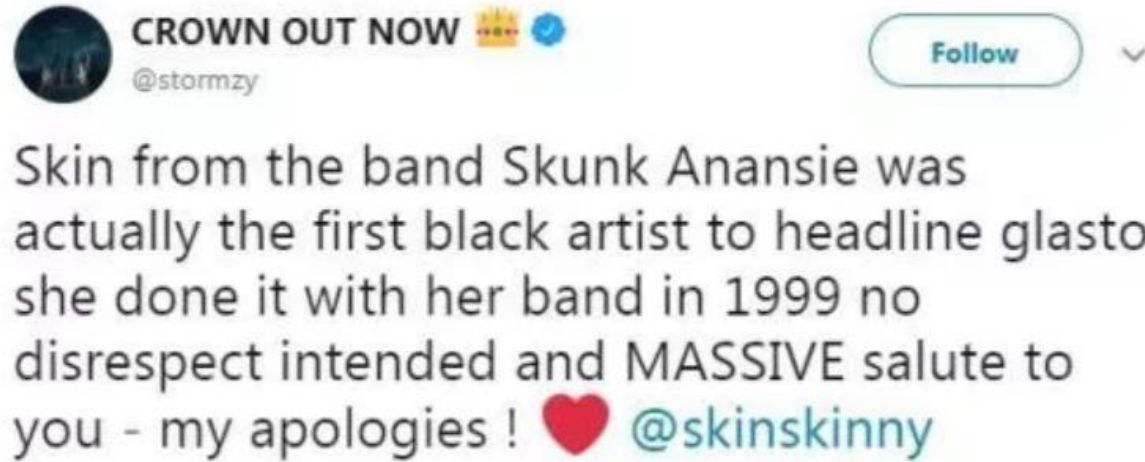 CROWN OUT NOW 👑
@stormzy
Follow
Skin from the band Skunk Anansie was
actually the first black artist to headline glasto
she done it with her band in 1999 no
disrespect intended and MASSIVE salute to
you - my apologies ! ❤️ @skinskinny